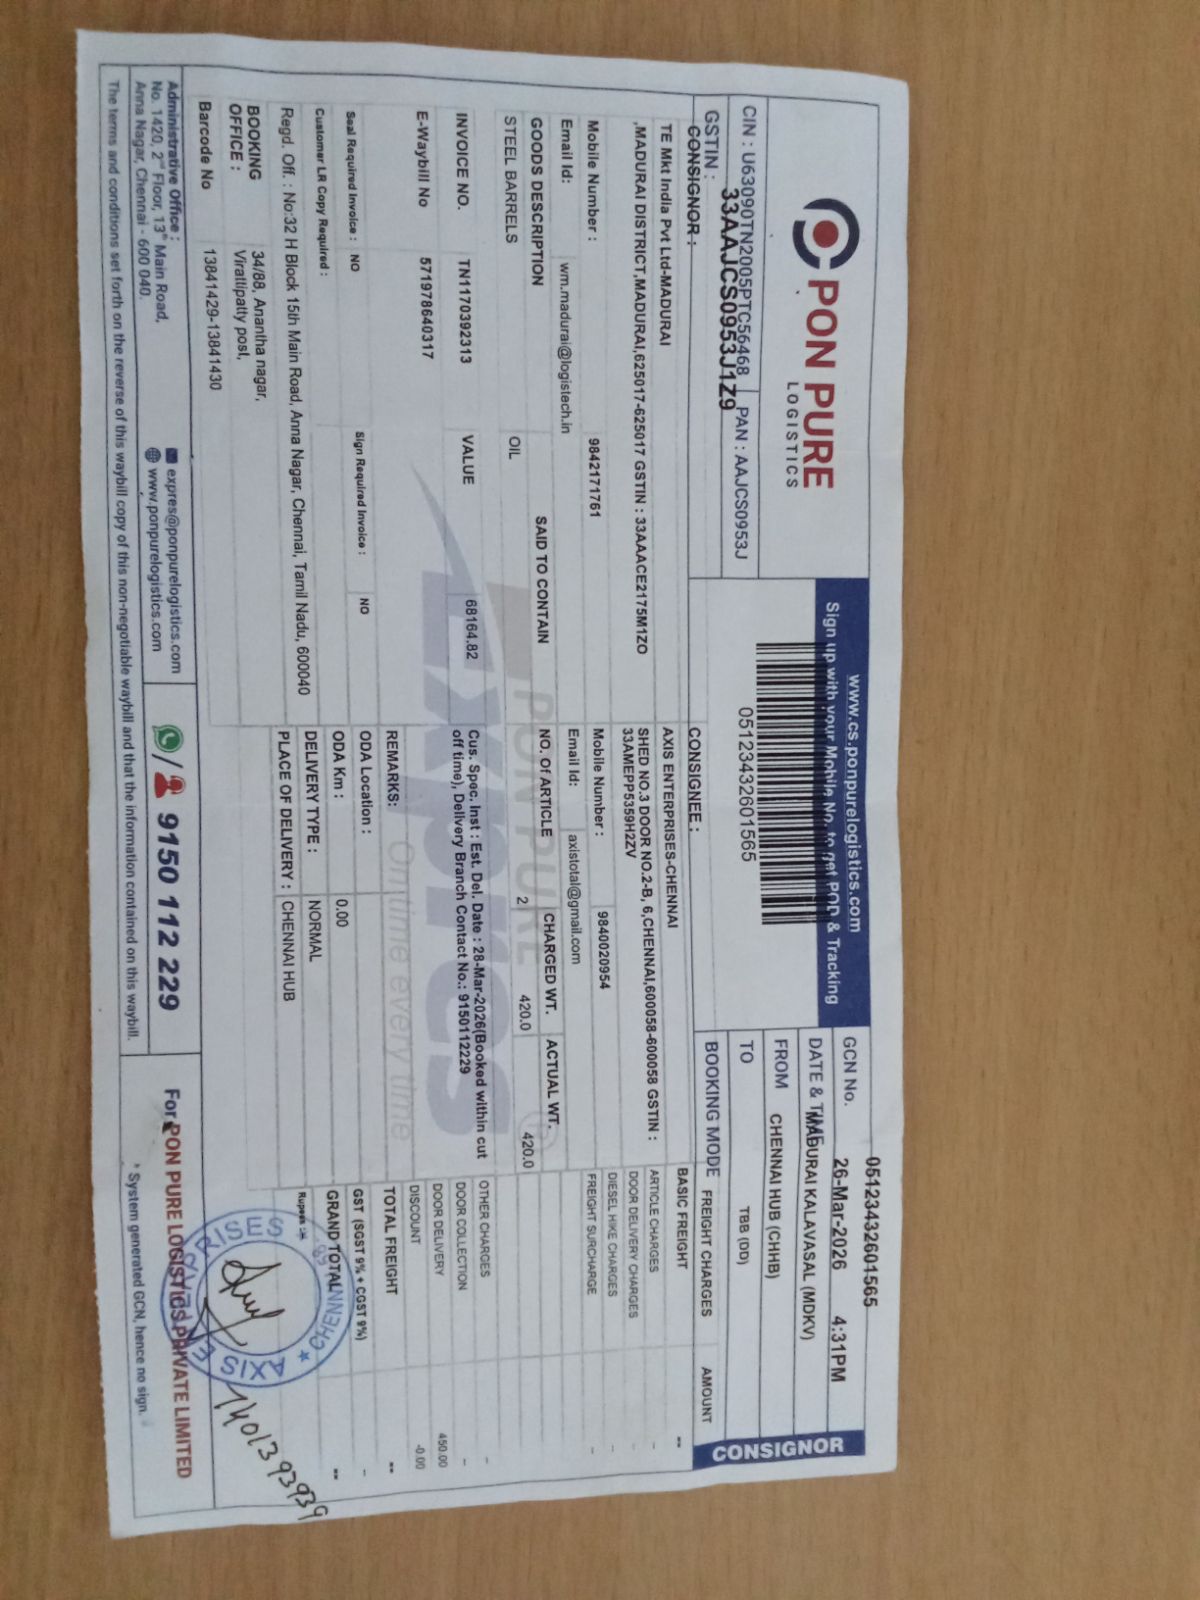 PON PURE
LOGISTICS
www.cs.ponpurelogistics.com
Sign up with your Mobile No. to get POD & Tracking
05123432601565
GCN No. 05123432601565
DATE & TIME 26-Mar-2026 4:31PM
FROM MADURAI KALAVASAL (MDKV)
TO CHENNAI HUB (CHHB)
BOOKING MODE TBB (DD)
CONSIGNOR
CIN : U63090TN2005PTC56468 PAN : AAJCS0953J
GSTIN : 33AAJCS0953J1Z9
CONSIGNOR :
TE Mkt India Pvt Ltd-MADURAI
,MADURAI DISTRICT,MADURAI,625017-625017 GSTIN : 33AAACE2175M1ZO
Mobile Number : 9842171761
Email Id: wm.madurai@logistech.in
CONSIGNEE :
AXIS ENTERPRISES-CHENNAI
SHED NO.3 DOOR NO.2-B, 6,CHENNAI,600058-600058 GSTIN :
33AMEPP5359H2ZV
Mobile Number : 9840020954
Email Id: axistotal@gmail.com
GOODS DESCRIPTION SAID TO CONTAIN NO. Of ARTICLE CHARGED WT. ACTUAL WT.
STEEL BARRELS OIL 2 420.0 420.0
INVOICE NO. TN1170392313 VALUE 68164.82
E-Waybill No 571978640317
Cus. Spec. Inst : Est. Del. Date : 28-Mar-2026(Booked within cut
off time), Delivery Branch Contact No.: 9150112229
PON PURE
expres
On time every time
Seal Required Invoice : NO Sign Required Invoice : NO
Customer LR Copy Required :
REMARKS:
ODA Location :
ODA Km : 0.00
DELIVERY TYPE : NORMAL
PLACE OF DELIVERY : CHENNAI HUB
Regd. Off. : No:32 H Block 15th Main Road, Anna Nagar, Chennai, Tamil Nadu, 600040
BOOKING OFFICE : 34/88, Anantha nagar,
Virattipatty post,
Barcode No 13841429-13841430
FREIGHT CHARGES AMOUNT
BASIC FREIGHT --
ARTICLE CHARGES –
DOOR DELIVERY CHARGES
DIESEL HIKE CHARGES –
FREIGHT SURCHARGE –
OTHER CHARGES –
DOOR COLLECTION –
DOOR DELIVERY 450.00
DISCOUNT -0.00
TOTAL FREIGHT --
GST (SGST 9% + CGST 9%) –
GRAND TOTAL --
Rupees :
Administrative Office :
No. 1420, 2nd Floor, 13th Main Road,
Anna Nagar, Chennai - 600 040.
expres@ponpurelogistics.com
www.ponpurelogistics.com
/ 9150 112 229
For PON PURE LOGISTICS PRIVATE LIMITED
* System generated GCN, hence no sign.
The terms and conditions set forth on the reverse of this waybill copy of this non-negotiable waybill and that the information contained on this waybill.
AXIS
7401393939